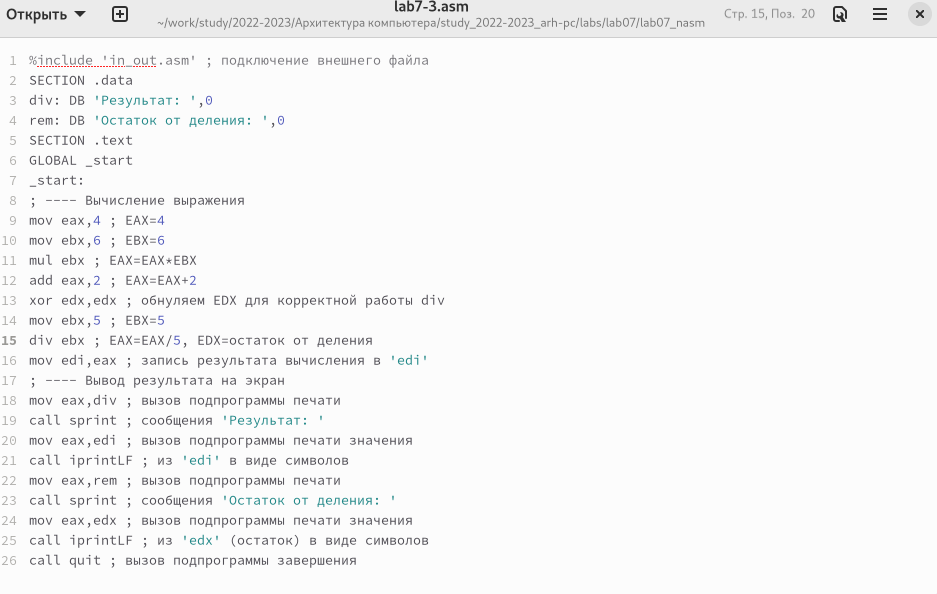 Открыть
lab7-3.asm
~/work/study/2022-2023/Архитектура компьютера/study_2022-2023_arh-pc/labs/lab07/lab07_nasm
Стр. 15, Поз. 20
1 %include 'in_out.asm' ; подключение внешнего файла
2 SECTION .data
3 div: DB 'Результат: ',0
4 rem: DB 'Остаток от деления: ',0
5 SECTION .text
6 GLOBAL _start
7 _start:
8 ; ---- Вычисление выражения
9 mov eax,4 ; EAX=4
10 mov ebx,6 ; EBX=6
11 mul ebx ; EAX=EAX*EBX
12 add eax,2 ; EAX=EAX+2
13 xor edx,edx ; обнуляем EDX для корректной работы div
14 mov ebx,5 ; EBX=5
15 div ebx ; EAX=EAX/5, EDX=остаток от деления
16 mov edi,eax ; запись результата вычисления в 'edi'
17 ; ---- Вывод результата на экран
18 mov eax,div ; вызов подпрограммы печати
19 call sprint ; сообщения 'Результат: '
20 mov eax,edi ; вызов подпрограммы печати значения
21 call iprintLF ; из 'edi' в виде символов
22 mov eax,rem ; вызов подпрограммы печати
23 call sprint ; сообщения 'Остаток от деления: '
24 mov eax,edx ; вызов подпрограммы печати значения
25 call iprintLF ; из 'edx' (остаток) в виде символов
26 call quit ; вызов подпрограммы завершения